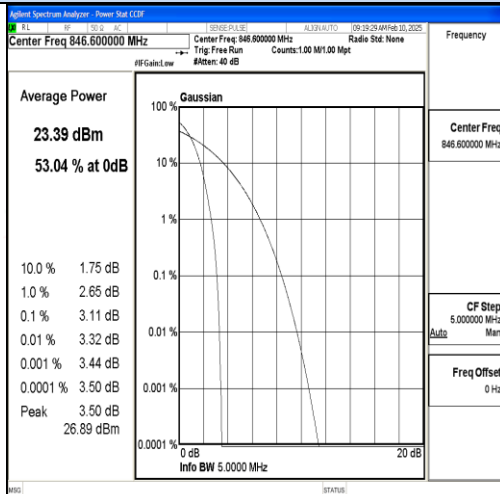 Agilent Spectrum Analyzer - Power Stat CCDF
RL RF 50 Ω AC SENSE:PULSE ALIGNAUTO 09:19:29 AM Feb 10, 2025
Center Freq 846.600000 MHz
Center Freq: 846.600000 MHz Radio Std: None
Trig: Free Run Counts:1.00 M/1.00 Mpt
#IFGain:Low #Atten: 40 dB
Frequency
Average Power
23.39 dBm
53.04 % at 0dB
10.0 % 1.75 dB
1.0 % 2.65 dB
0.1 % 3.11 dB
0.01 % 3.32 dB
0.001 % 3.44 dB
0.0001 % 3.50 dB
Peak 3.50 dB
26.89 dBm
Gaussian
100 %
10 %
1 %
0.1 %
0.01 %
0.001 %
0.0001 %
0 dB 20 dB
Info BW 5.0000 MHz
Center Freq
846.600000 MHz
CF Step
5.000000 MHz
Auto Man
Freq Offset
0 Hz
MSG STATUS